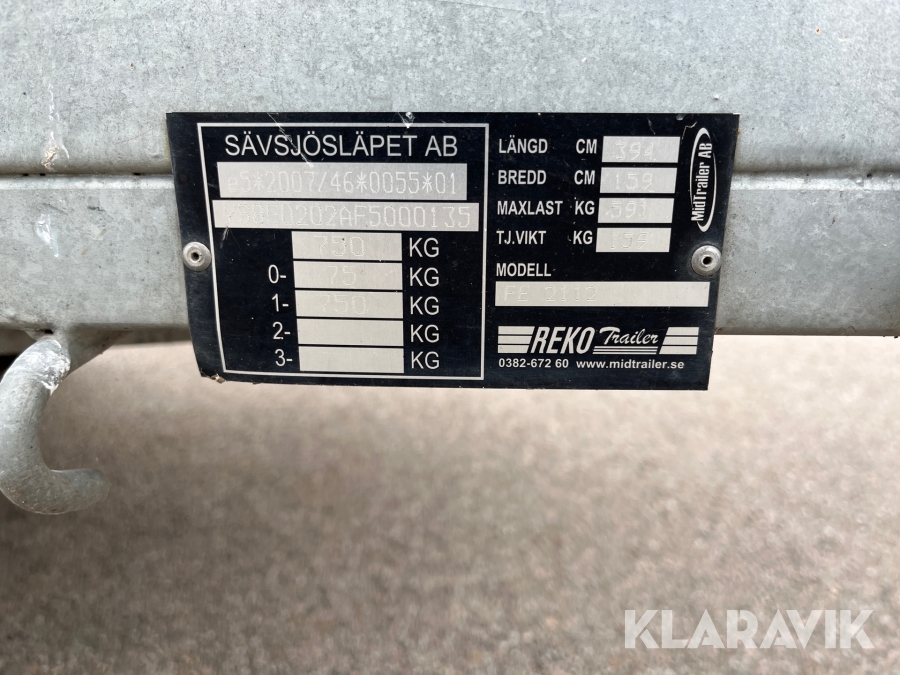 SÄVSJÖSLÄPET AB
e5*2007/46*0055*01
750 KG
0- 75 KG
1- 750 KG
2- KG
3- KG
LÄNGD CM 394
BREDD CM 159
MAXLAST KG 591
TJ.VIKT KG 159
MODELL
2112
MidTrailer AB
REKO Trailer
0382-672 60 www.midtrailer.se
KLARAVIK